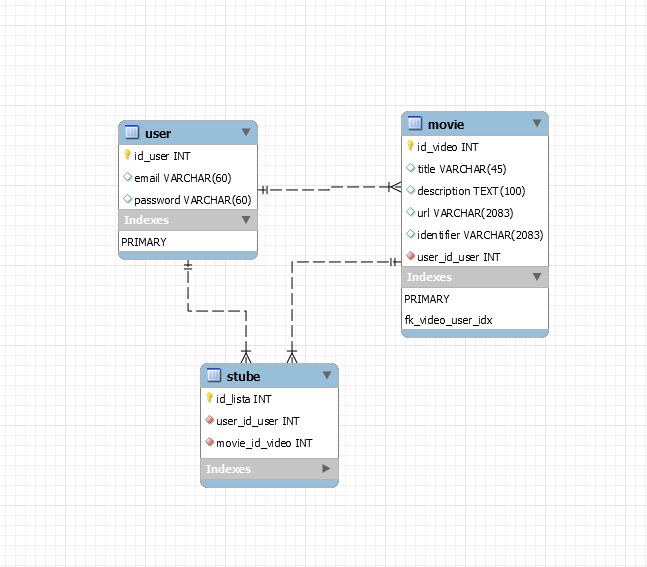 user
id_user INT
email VARCHAR(60)
password VARCHAR(60)
Indexes
PRIMARY
movie
id_video INT
title VARCHAR(45)
description TEXT(100)
url VARCHAR(2083)
identifier VARCHAR(2083)
user_id_user INT
Indexes
PRIMARY
fk_video_user_idx
stube
id_lista INT
user_id_user INT
movie_id_video INT
Indexes